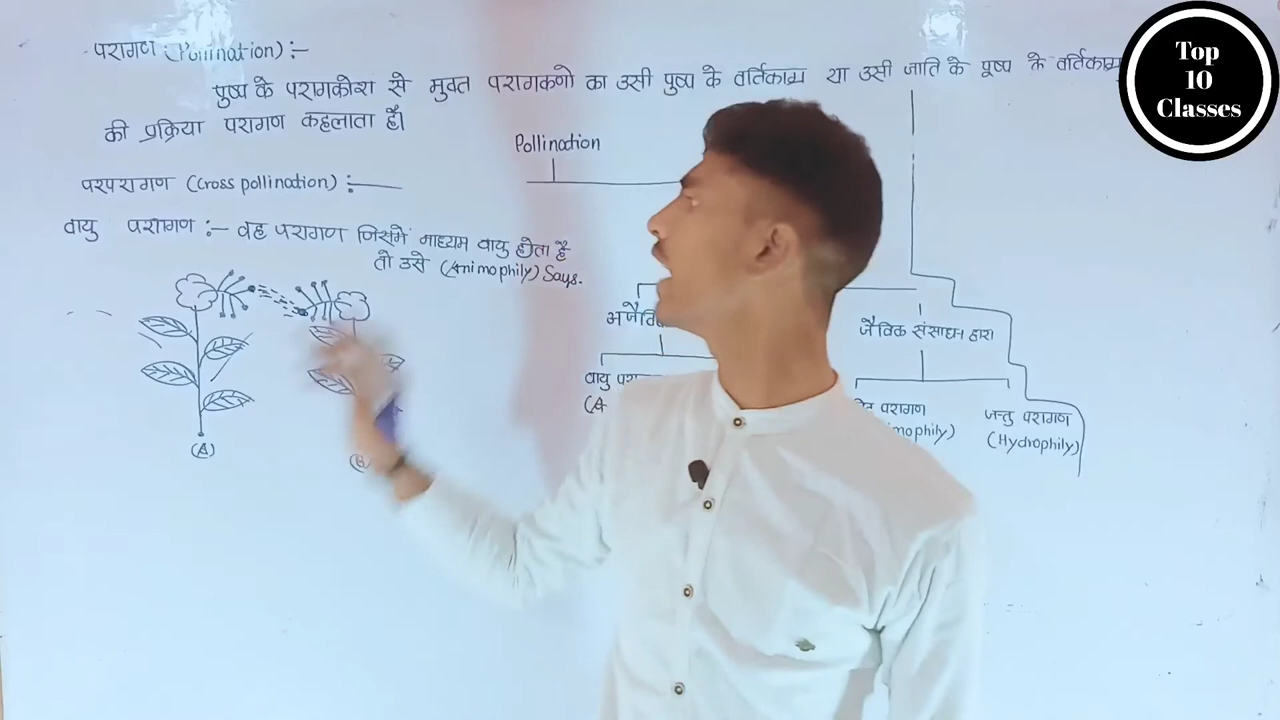 परागण (Pollination) :-
पुष्प के परागकोश से मुक्त परागकणो का उसी पुष्प के वर्तिकाग्र या उसी जाति के पुष्प के वर्तिकाग्र
की प्रक्रिया परागण कहलाता है।
Pollination
परपरागण (Cross pollination) :-
वायु परागण :- वह परागण जिसमें माध्यम वायु होता है
तो उसे (Animophily) Says.
जैविक संसाधन द्वारा
वायु
परागण
जन्तु परागण
(Hydrophily)
(A)
(B)
Top
10
Classes